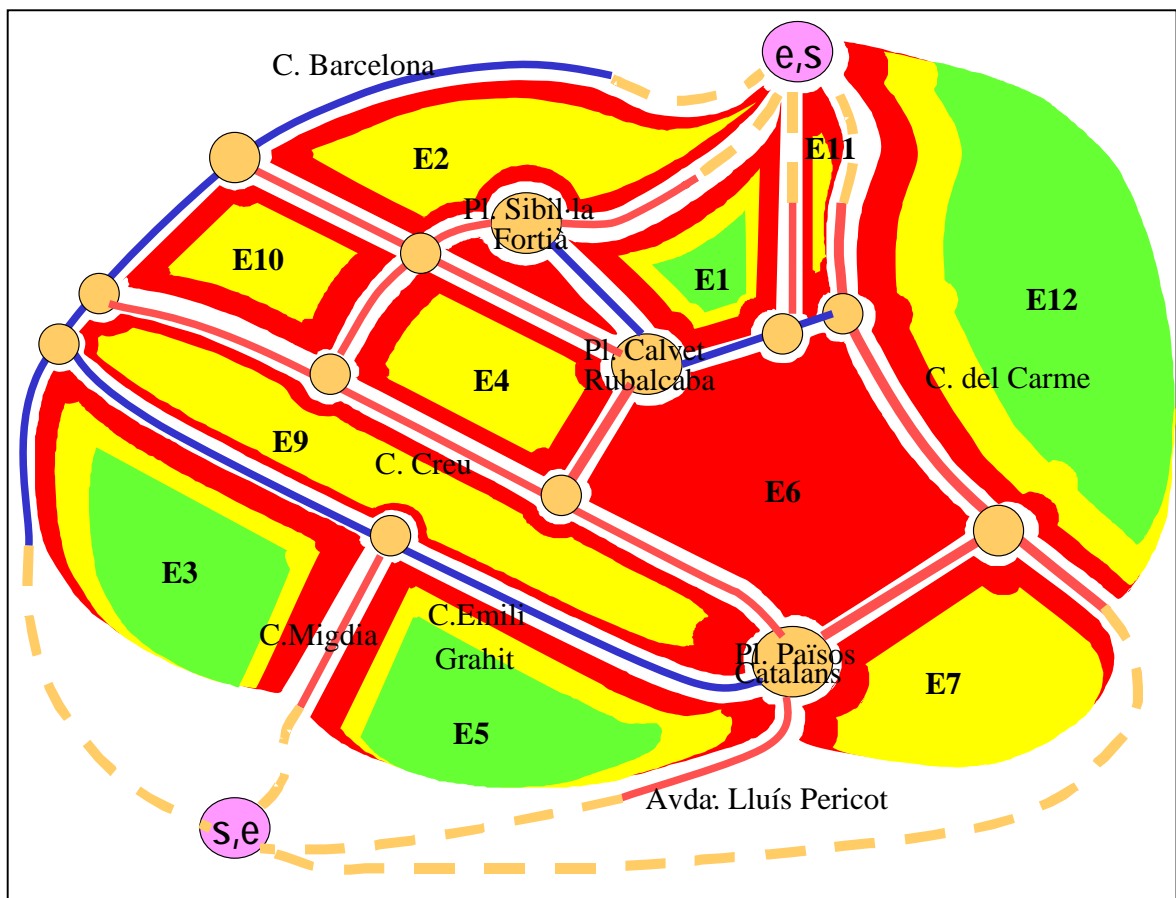 e,s
C. Barcelona
E2
E11
Pl. Sibil·la
Fortià
E10
E1
E12
Pl. Calvet
Rubalcaba
E4
C. del Carme
E9
C. Creu
E6
E3
C.Emili
Grahit
C.Migdia
Pl. Països
Catalans
E7
E5
Avda: Lluís Pericot
s,e